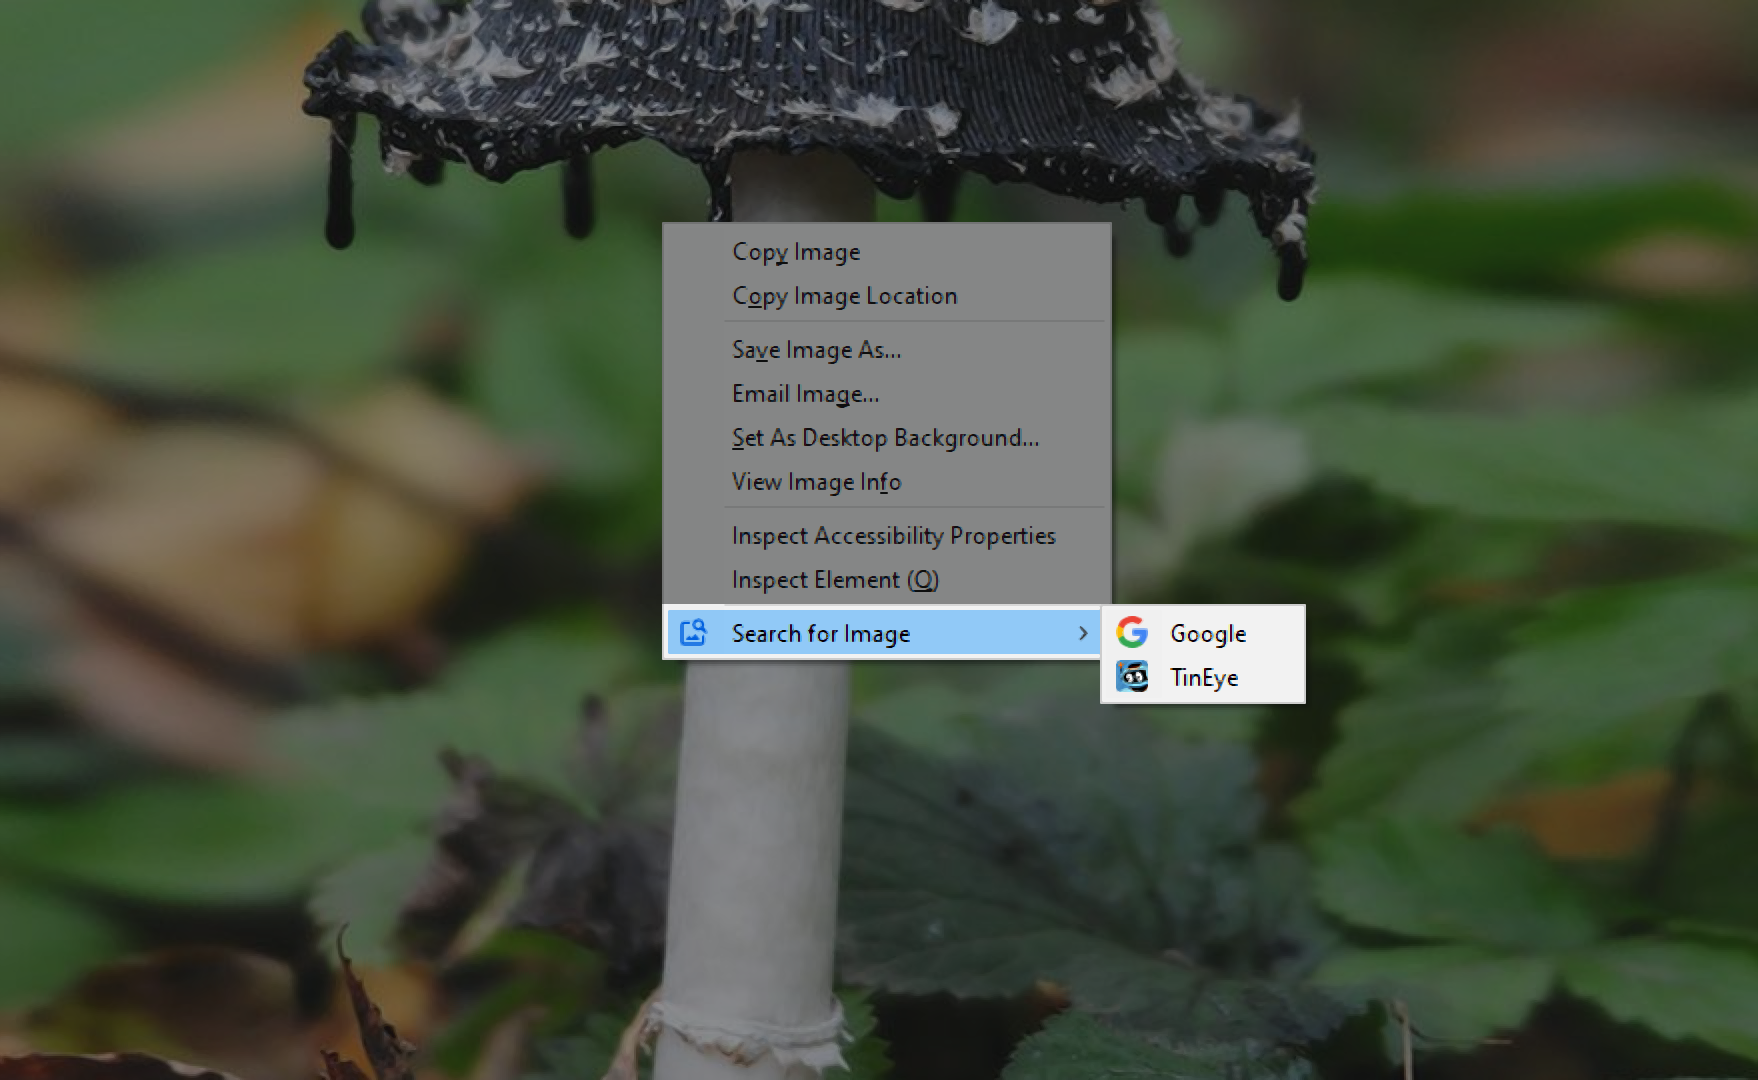 Copy Image
Copy Image Location
Save Image As...
Email Image...
Set As Desktop Background...
View Image Info
Inspect Accessibility Properties
Inspect Element (Q)
Search for Image
Google
TinEye